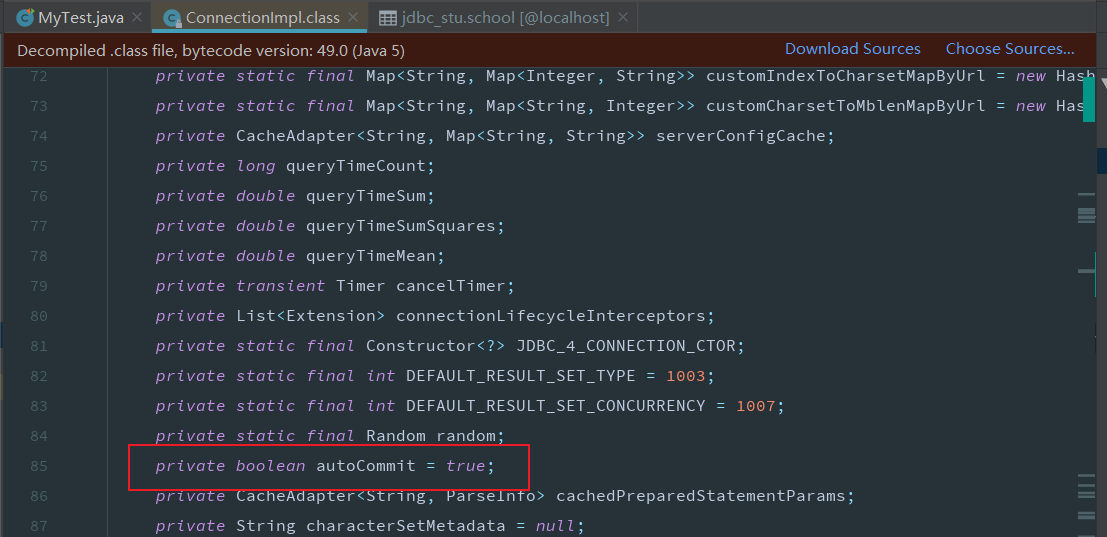 MyTest.java ConnectionImpl.class jdbc_stu.school [@localhost]
Decompiled .class file, bytecode version: 49.0 (Java 5) Download Sources Choose Sources...
72 private static final Map<String, Map<Integer, String>> customIndexToCharsetMapByUrl = new Hash
73 private static final Map<String, Map<String, Integer>> customCharsetToMblenMapByUrl = new Has
74 private CacheAdapter<String, Map<String, String>> serverConfigCache;
75 private long queryTimeCount;
76 private double queryTimeSum;
77 private double queryTimeSumSquares;
78 private double queryTimeMean;
79 private transient Timer cancelTimer;
80 private List<Extension> connectionLifecycleInterceptors;
81 private static final Constructor<?> JDBC_4_CONNECTION_CTOR;
82 private static final int DEFAULT_RESULT_SET_TYPE = 1003;
83 private static final int DEFAULT_RESULT_SET_CONCURRENCY = 1007;
84 private static final Random random;
85 private boolean autoCommit = true;
86 private CacheAdapter<String, ParseInfo> cachedPreparedStatementParams;
87 private String characterSetMetadata = null;